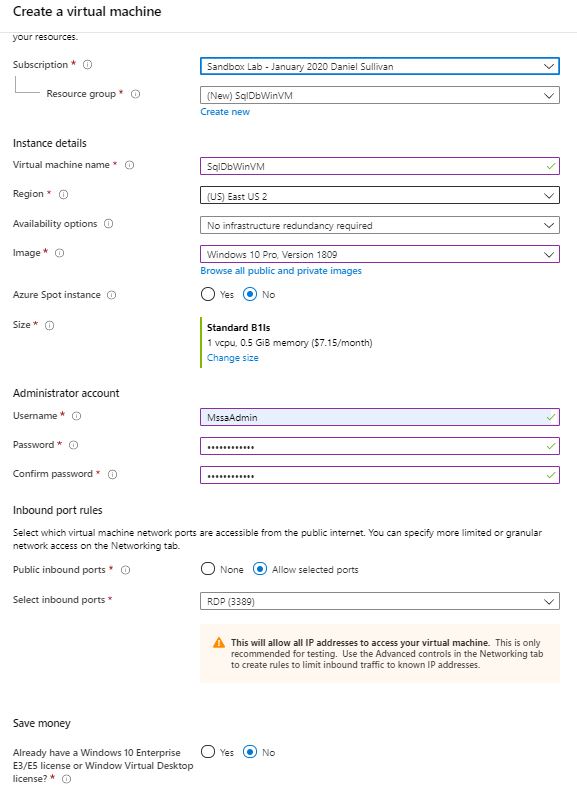 Create a virtual machine
your resources.
Subscription *
Sandbox Lab - January 2020 Daniel Sullivan
Resource group *
(New) SqlDbWinVM
Create new
Instance details
Virtual machine name *
SqlDbWinVM
Region *
(US) East US 2
Availability options
No infrastructure redundancy required
Image *
Windows 10 Pro, Version 1809
Browse all public and private images
Azure Spot instance
Yes No
Size *
Standard B1ls
1 vcpu, 0.5 GiB memory ($7.15/month)
Change size
Administrator account
Username *
MssaAdmin
Password *
••••••••••••
Confirm password *
••••••••••••
Inbound port rules
Select which virtual machine network ports are accessible from the public internet. You can specify more limited or granular
network access on the Networking tab.
Public inbound ports *
None Allow selected ports
Select inbound ports *
RDP (3389)
This will allow all IP addresses to access your virtual machine. This is only
recommended for testing. Use the Advanced controls in the Networking tab
to create rules to limit inbound traffic to known IP addresses.
Save money
Already have a Windows 10 Enterprise
E3/E5 license or Window Virtual Desktop
license? *
Yes No